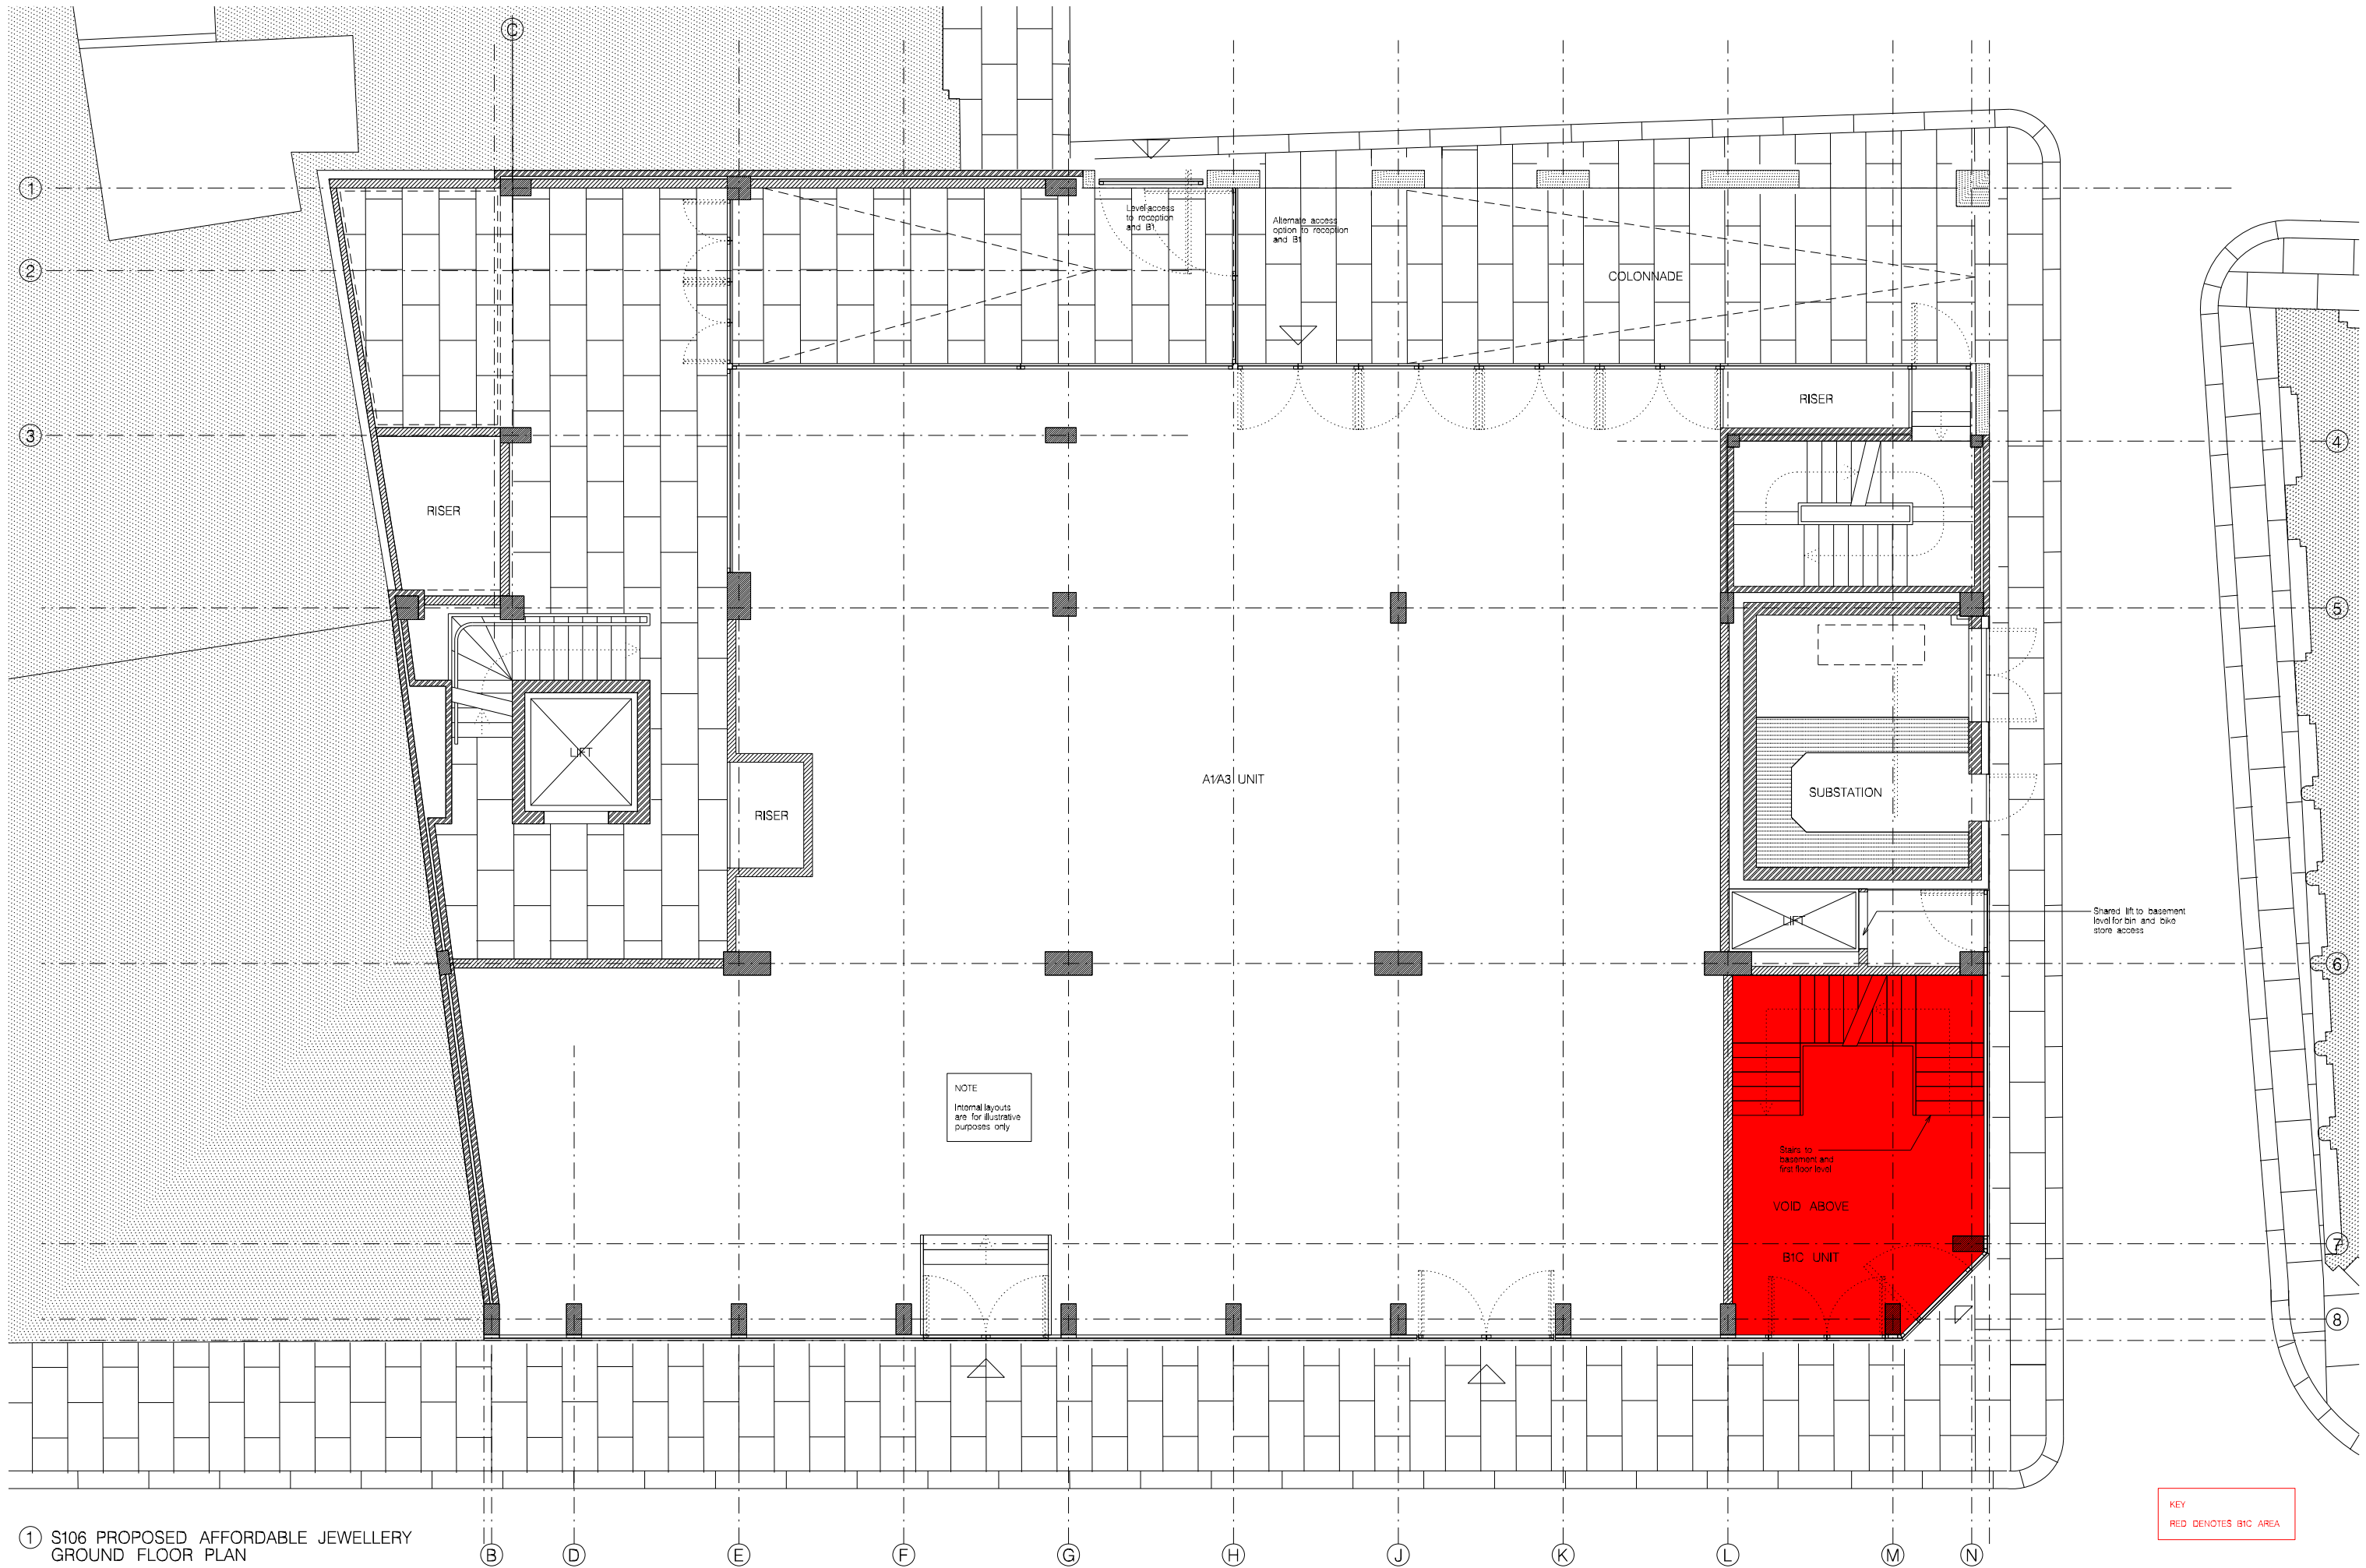 C
1
2
3
4
5
6
7
8
Level access
to reception
and B1
Alternate access
option to reception
and B1
COLONNADE
RISER
RISER
LIFT
A1/A3 UNIT
RISER
SUBSTATION
LIFT
Shared lift to basement
level for bin and bike
store access
NOTE
Internal layouts
are for illustrative
purposes only
Stairs to
basement and
first floor level
VOID ABOVE
B1C UNIT
KEY
RED DENOTES B1C AREA
1 S106 PROPOSED AFFORDABLE JEWELLERY
GROUND FLOOR PLAN
B D E F G H J K L M N